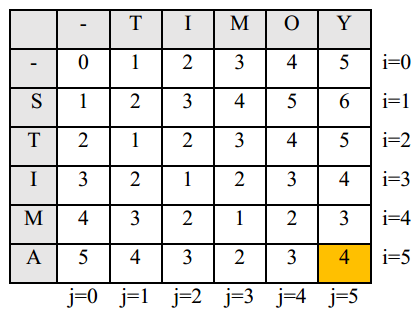 - T I M O Y
- 0 1 2 3 4 5 i=0
S 1 2 3 4 5 6 i=1
T 2 1 2 3 4 5 i=2
I 3 2 1 2 3 4 i=3
M 4 3 2 1 2 3 i=4
A 5 4 3 2 3 4 i=5
j=0 j=1 j=2 j=3 j=4 j=5